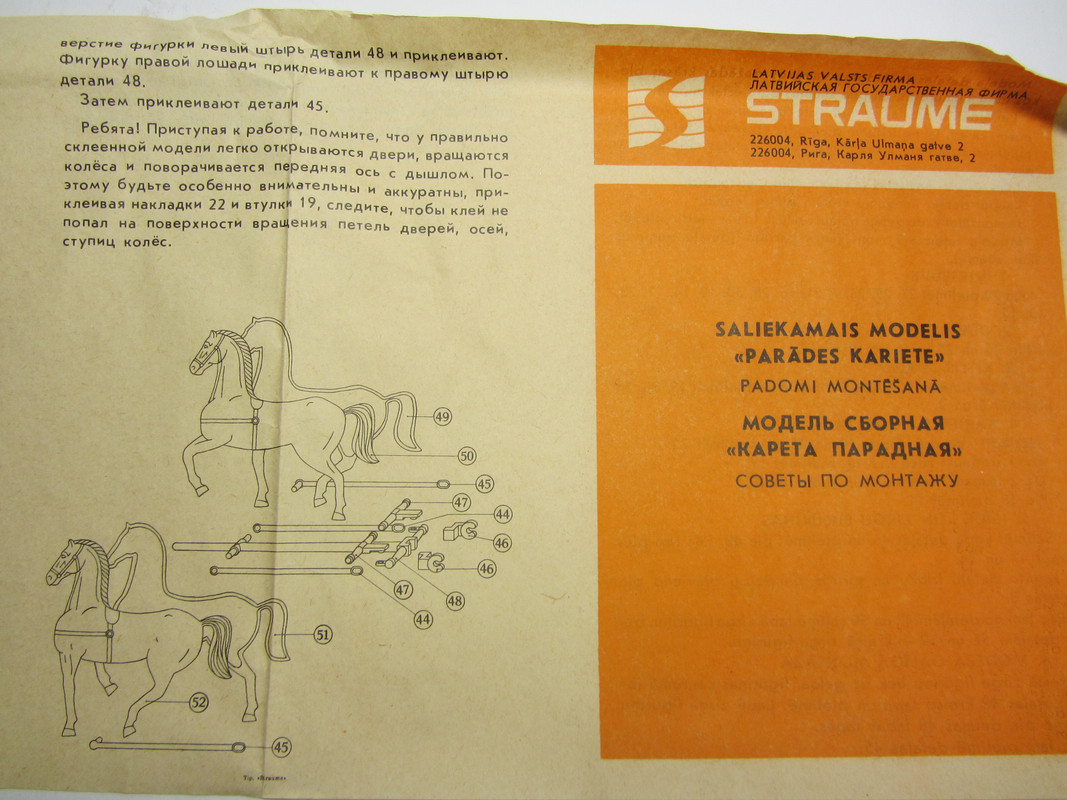 верстие фигурки левый штырь детали 48 и приклеивают.
Фигурку правой лошади приклеивают к правому штырю
детали 48.
Затем приклеивают детали 45.
Ребята! Приступая к работе, помните, что у правильно
склеенной модели легко открываются двери, вращаются
колёса и поворачивается передняя ось с дышлом. По-
этому будьте особенно внимательны и аккуратны, при-
клеивая накладки 22 и втулки 19, следите, чтобы клей не
попал на поверхности вращения петель дверей, осей,
ступиц колёс.
49
50
45
47
44
46
46
47
48
44
51
52
45
LATVIJAS VALSTS FIRMA
ЛАТВИЙСКАЯ ГОСУДАРСТВЕННАЯ ФИРМА
STRAUME
226004, Rīga, Kārļa Ulmaņa gatve 2
226004, Рига, Карля Улманя гатве, 2
SALIEKAMAIS MODELIS
«PARĀDES KARIETE»
PADOMI MONTĒŠANĀ
МОДЕЛЬ СБОРНАЯ
«КАРЕТА ПАРАДНАЯ»
СОВЕТЫ ПО МОНТАЖУ